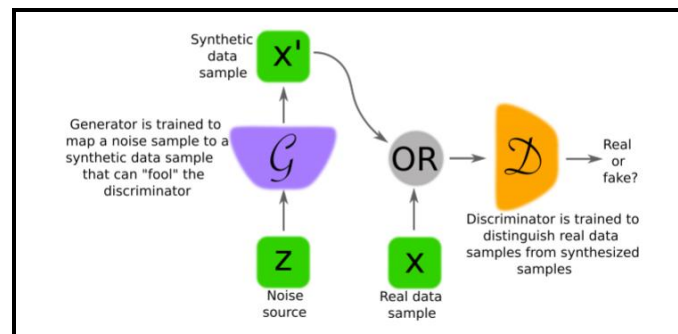 Synthetic
data
sample
x'
Generator is trained to
map a noise sample to a
synthetic data sample
that can "fool" the
discriminator
G
z
Noise
source
OR
x
Real data
sample
D
Real
or
fake?
Discriminator is trained to
distinguish real data
samples from synthesized
samples